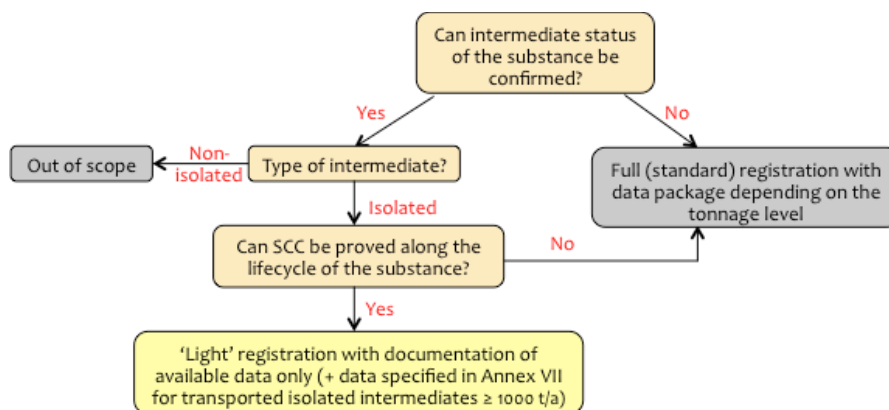 Can intermediate status
of the substance be
confirmed?
Yes
No
Out of scope
Non-
isolated
Type of intermediate?
Full (standard) registration with
data package depending on the
tonnage level
Isolated
Can SCC be proved along the
lifecycle of the substance?
No
Yes
‘Light’ registration with documentation of
available data only (+ data specified in Annex VII
for transported isolated intermediates ≥ 1000 t/a)